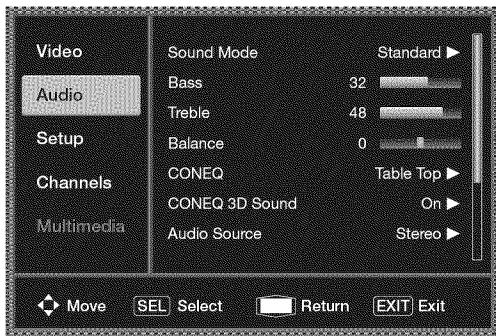 Video
Audio
Setup
Channels
Multimedia
Sound Mode Standard
Bass 32
Treble 48
Balance 0
CONEQ Table Top
CONEQ 3D Sound On
Audio Source Stereo
Move SEL Select Return EXIT Exit